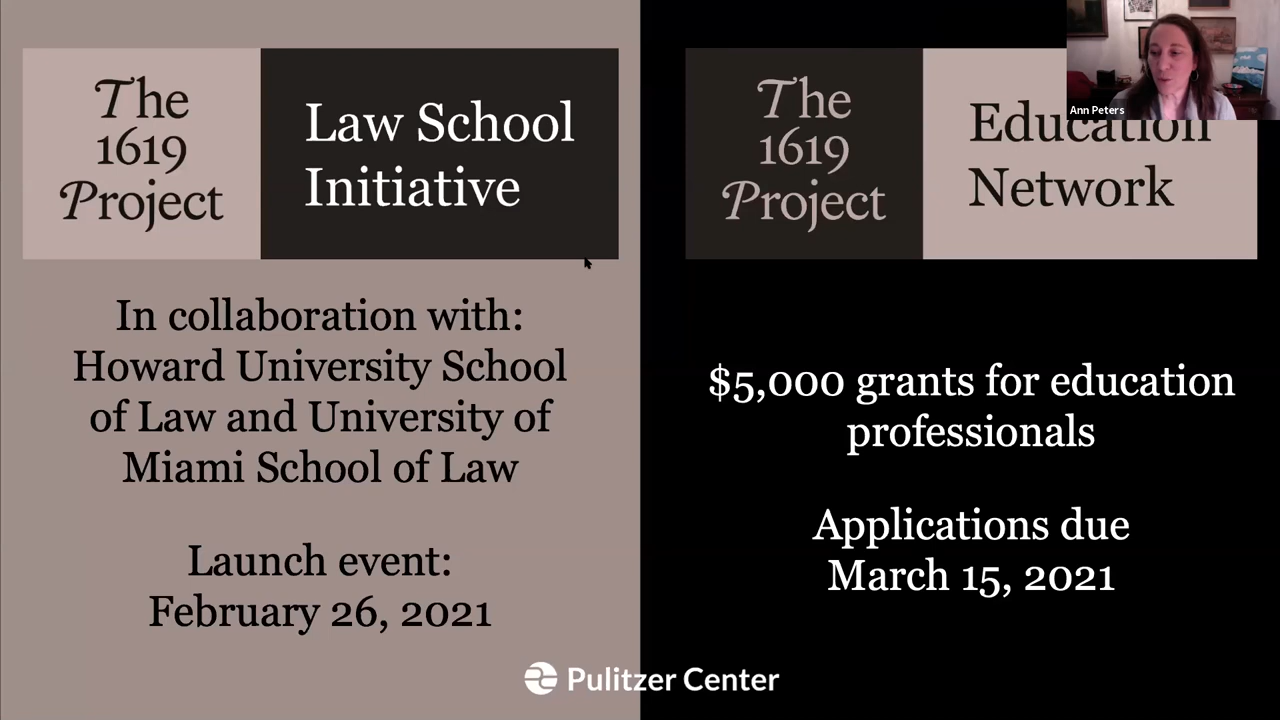 The
1619
Project
Law School
Initiative
In collaboration with:
Howard University School
of Law and University of
Miami School of Law
Launch event:
February 26, 2021
The
1619
Project
Education
Network
$5,000 grants for education
professionals
Applications due
March 15, 2021
Ann Peters
Pulitzer Center